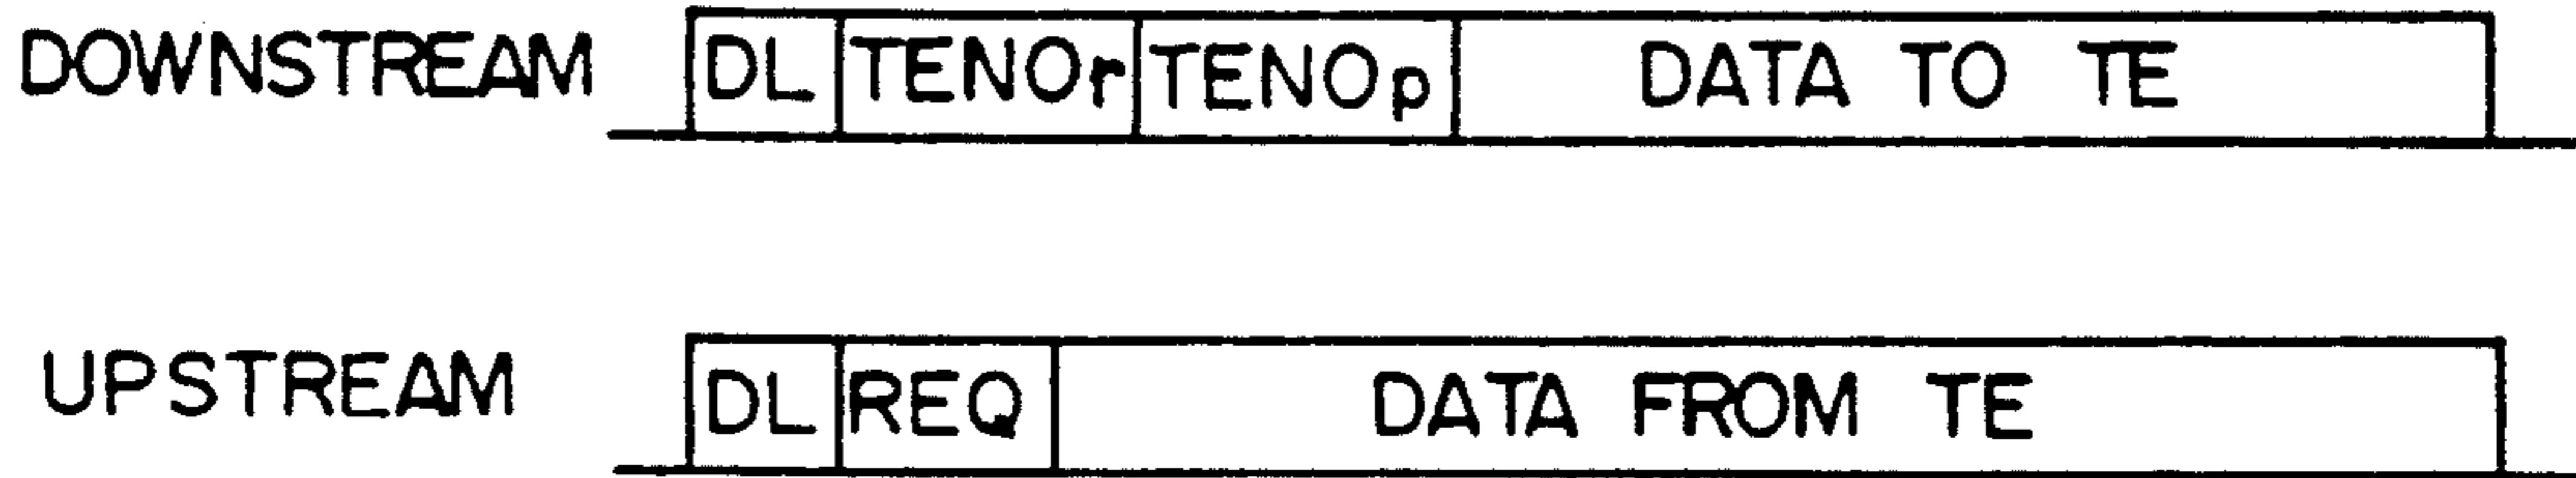 DOWNSTREAM DL TENOr TENOp DATA TO TE
UPSTREAM DL REQ DATA FROM TE